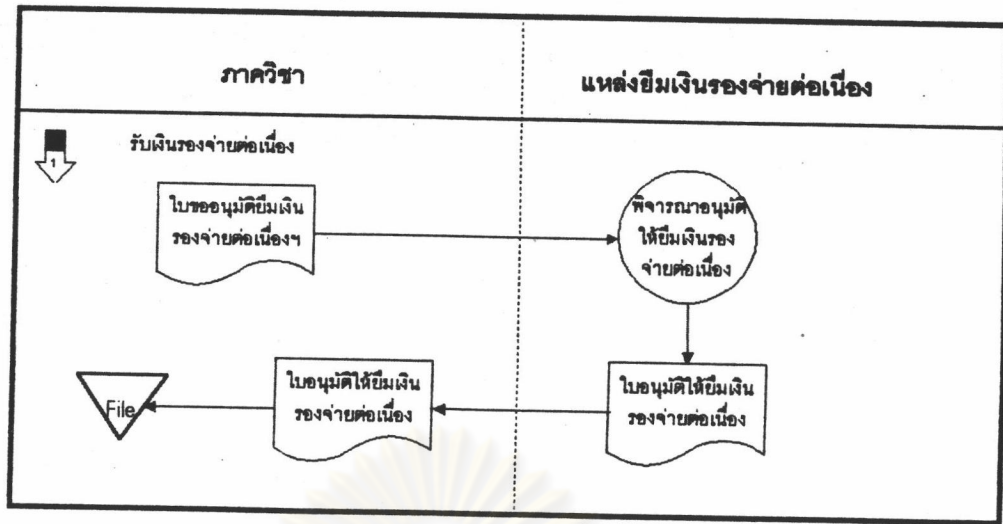 ภาควิชา
แหล่งยืมเงินรองจ่ายต่อเนื่อง
1
รับเงินรองจ่ายต่อเนื่อง
ใบขออนุมัติยืมเงิน
รองจ่ายต่อเนื่องฯ
พิจารณาอนุมัติ
ให้ยืมเงินรอง
จ่ายต่อเนื่อง
File
ใบอนุมัติให้ยืมเงิน
รองจ่ายต่อเนื่อง
ใบอนุมัติให้ยืมเงิน
รองจ่ายต่อเนื่อง